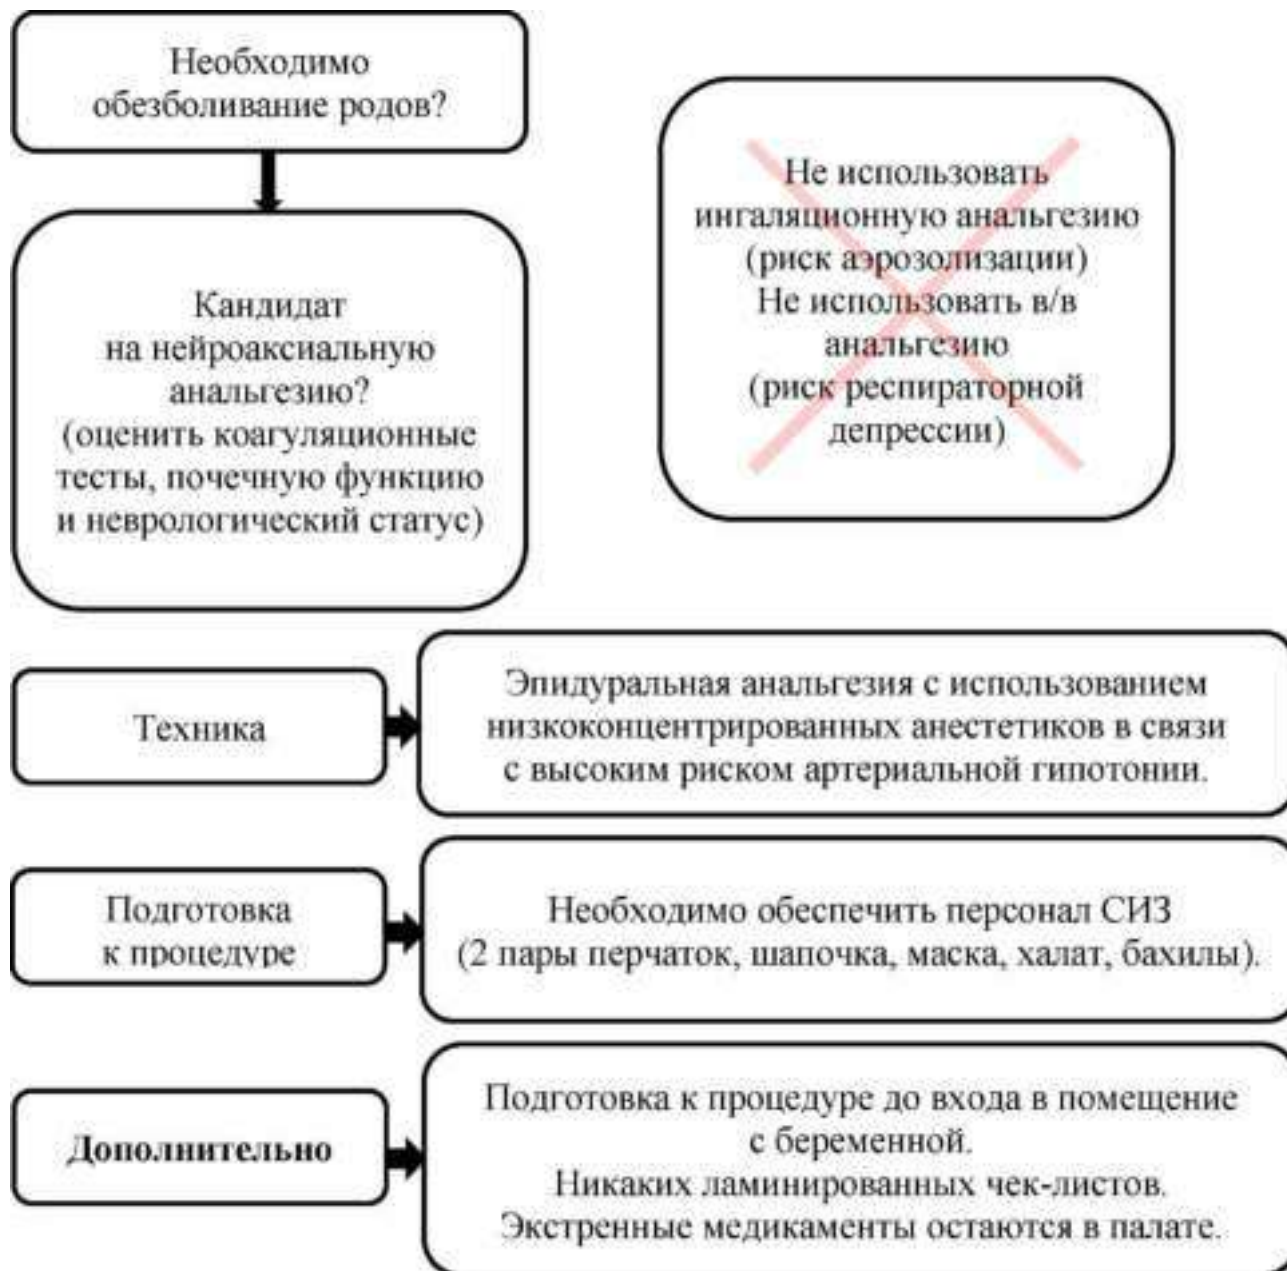 Необходимо
обезболивание родов?
Не использовать
ингаляционную анальгезию
(риск аэрозолизации)
Не использовать в/в
анальгезию
(риск респираторной
депрессии)
Кандидат
на нейроаксиальную
анальгезию?
(оценить коагуляционные
тесты, почечную функцию
и неврологический статус)
Техника
Эпидуральная анальгезия с использованием
низкоконцентрированных анестетиков в связи
с высоким риском артериальной гипотонии.
Подготовка
к процедуре
Необходимо обеспечить персонал СИЗ
(2 пары перчаток, шапочка, маска, халат, бахилы).
Дополнительно
Подготовка к процедуре до входа в помещение
с беременной.
Никаких ламинированных чек-листов.
Экстренные медикаменты остаются в палате.